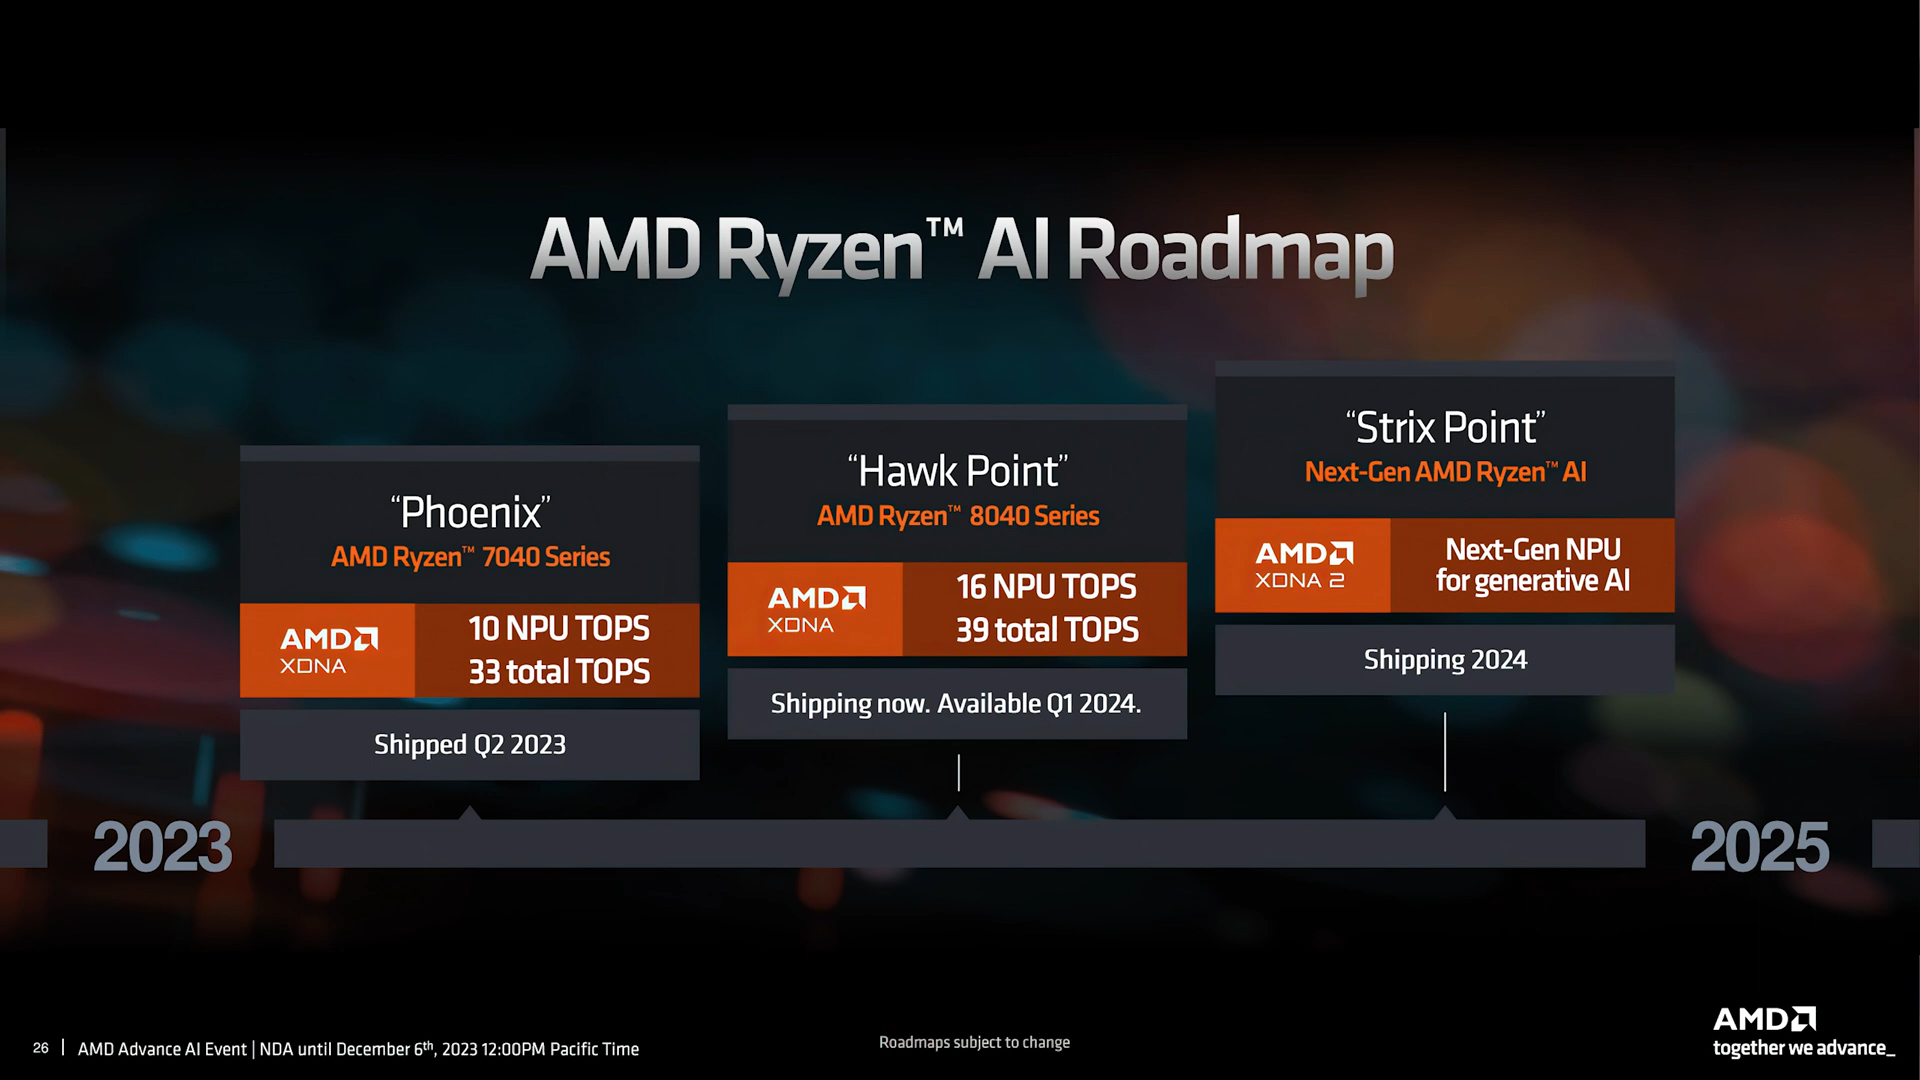 AMD Ryzen™ AI Roadmap
“Phoenix”
AMD Ryzen™ 7040 Series
AMD
XDNA
10 NPU TOPS
33 total TOPS
Shipped Q2 2023
“Hawk Point”
AMD Ryzen™ 8040 Series
AMD
XDNA
16 NPU TOPS
39 total TOPS
Shipping now. Available Q1 2024.
“Strix Point”
Next-Gen AMD Ryzen™ AI
AMD
XDNA 2
Next-Gen NPU
for generative AI
Shipping 2024
2023
2025
26 | AMD Advance AI Event | NDA until December 6th, 2023 12:00PM Pacific Time
Roadmaps subject to change
AMD
together we advance_